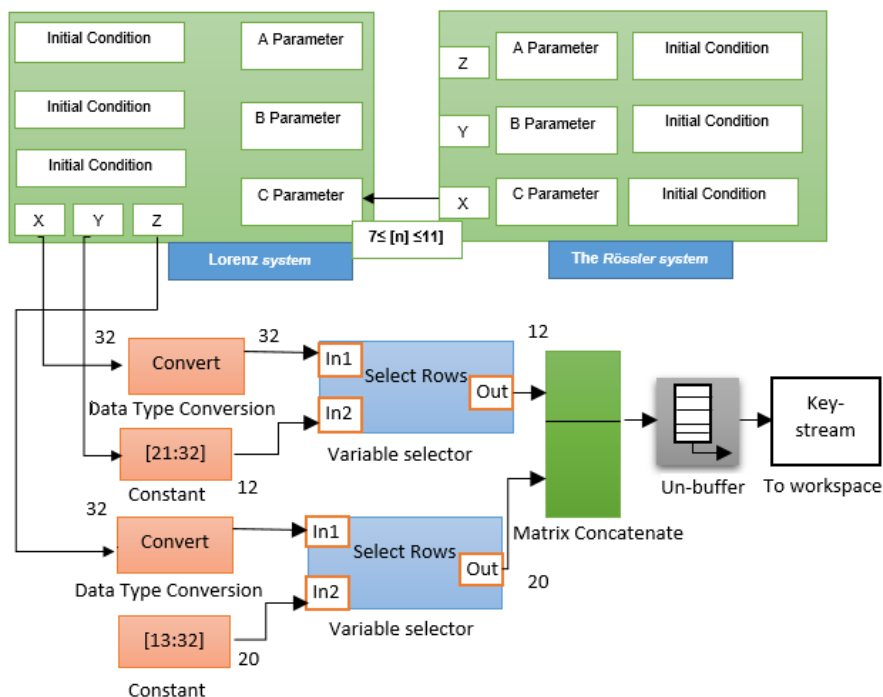 Initial Condition
A Parameter
Initial Condition
B Parameter
Initial Condition
C Parameter
X
Y
Z
Lorenz system
Z
A Parameter
Initial Condition
Y
B Parameter
Initial Condition
X
C Parameter
Initial Condition
7≤ [n] ≤11]
The Rössler system
32
Convert
Data Type Conversion
32
In1
Select Rows
Out
In2
Variable selector
[21:32]
Constant
12
12
32
Convert
Data Type Conversion
In1
Select Rows
Out
In2
Variable selector
[13:32]
Constant
20
20
Matrix Concatenate
Un-buffer
Key-
stream
To workspace